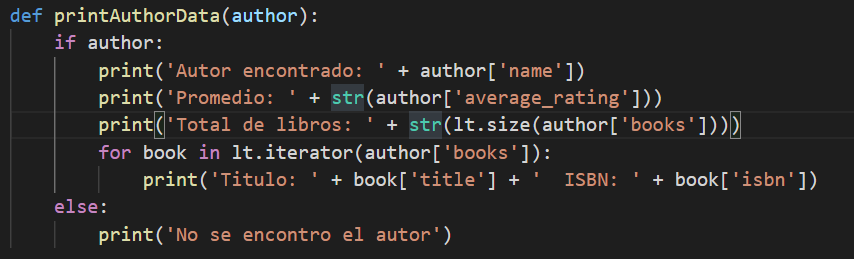 def printAuthorData(author):
    if author:
        print('Autor encontrado: ' + author['name'])
        print('Promedio: ' + str(author['average_rating']))
        print('Total de libros: ' + str(lt.size(author['books'])))
        for book in lt.iterator(author['books']):
            print('Titulo: ' + book['title'] + '  ISBN: ' + book['isbn'])
    else:
        print('No se encontro el autor')